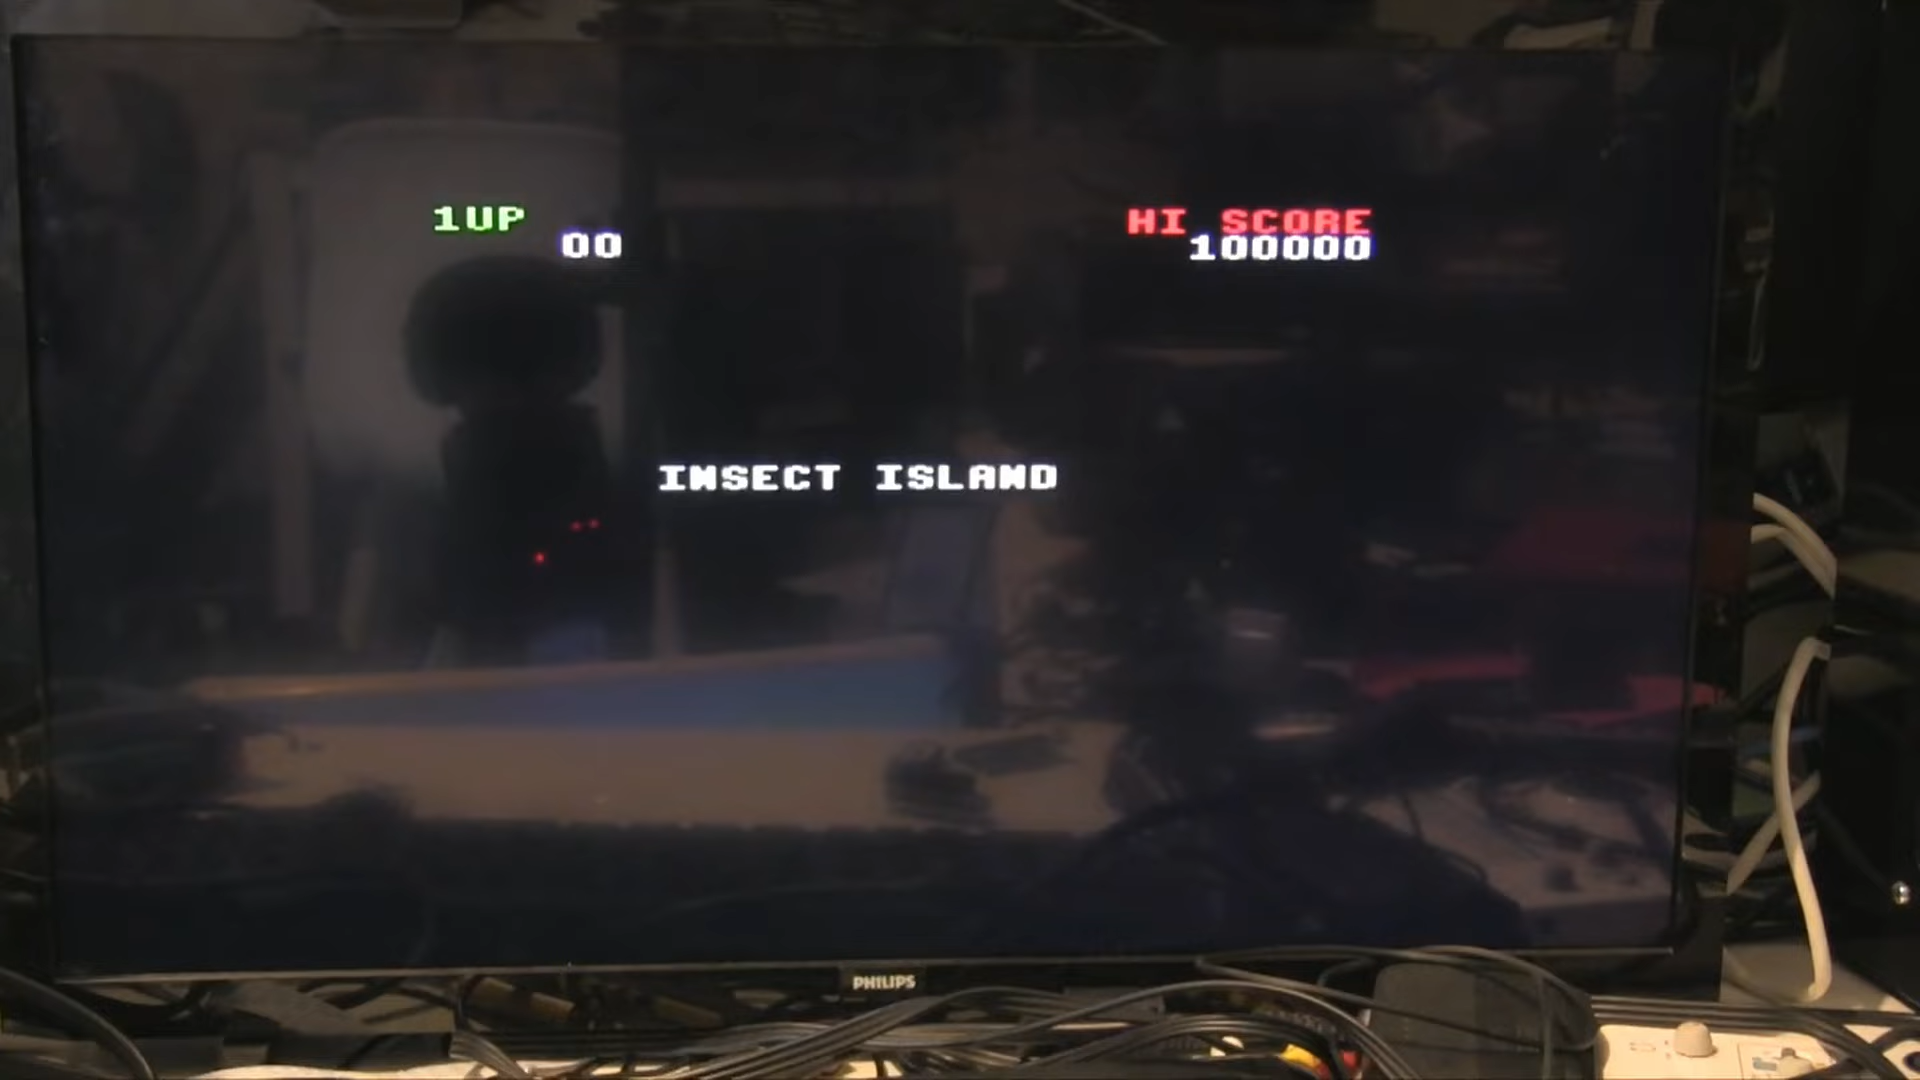 1UP
00
HI SCORE
100000
INSECT ISLAND
PHILIPS